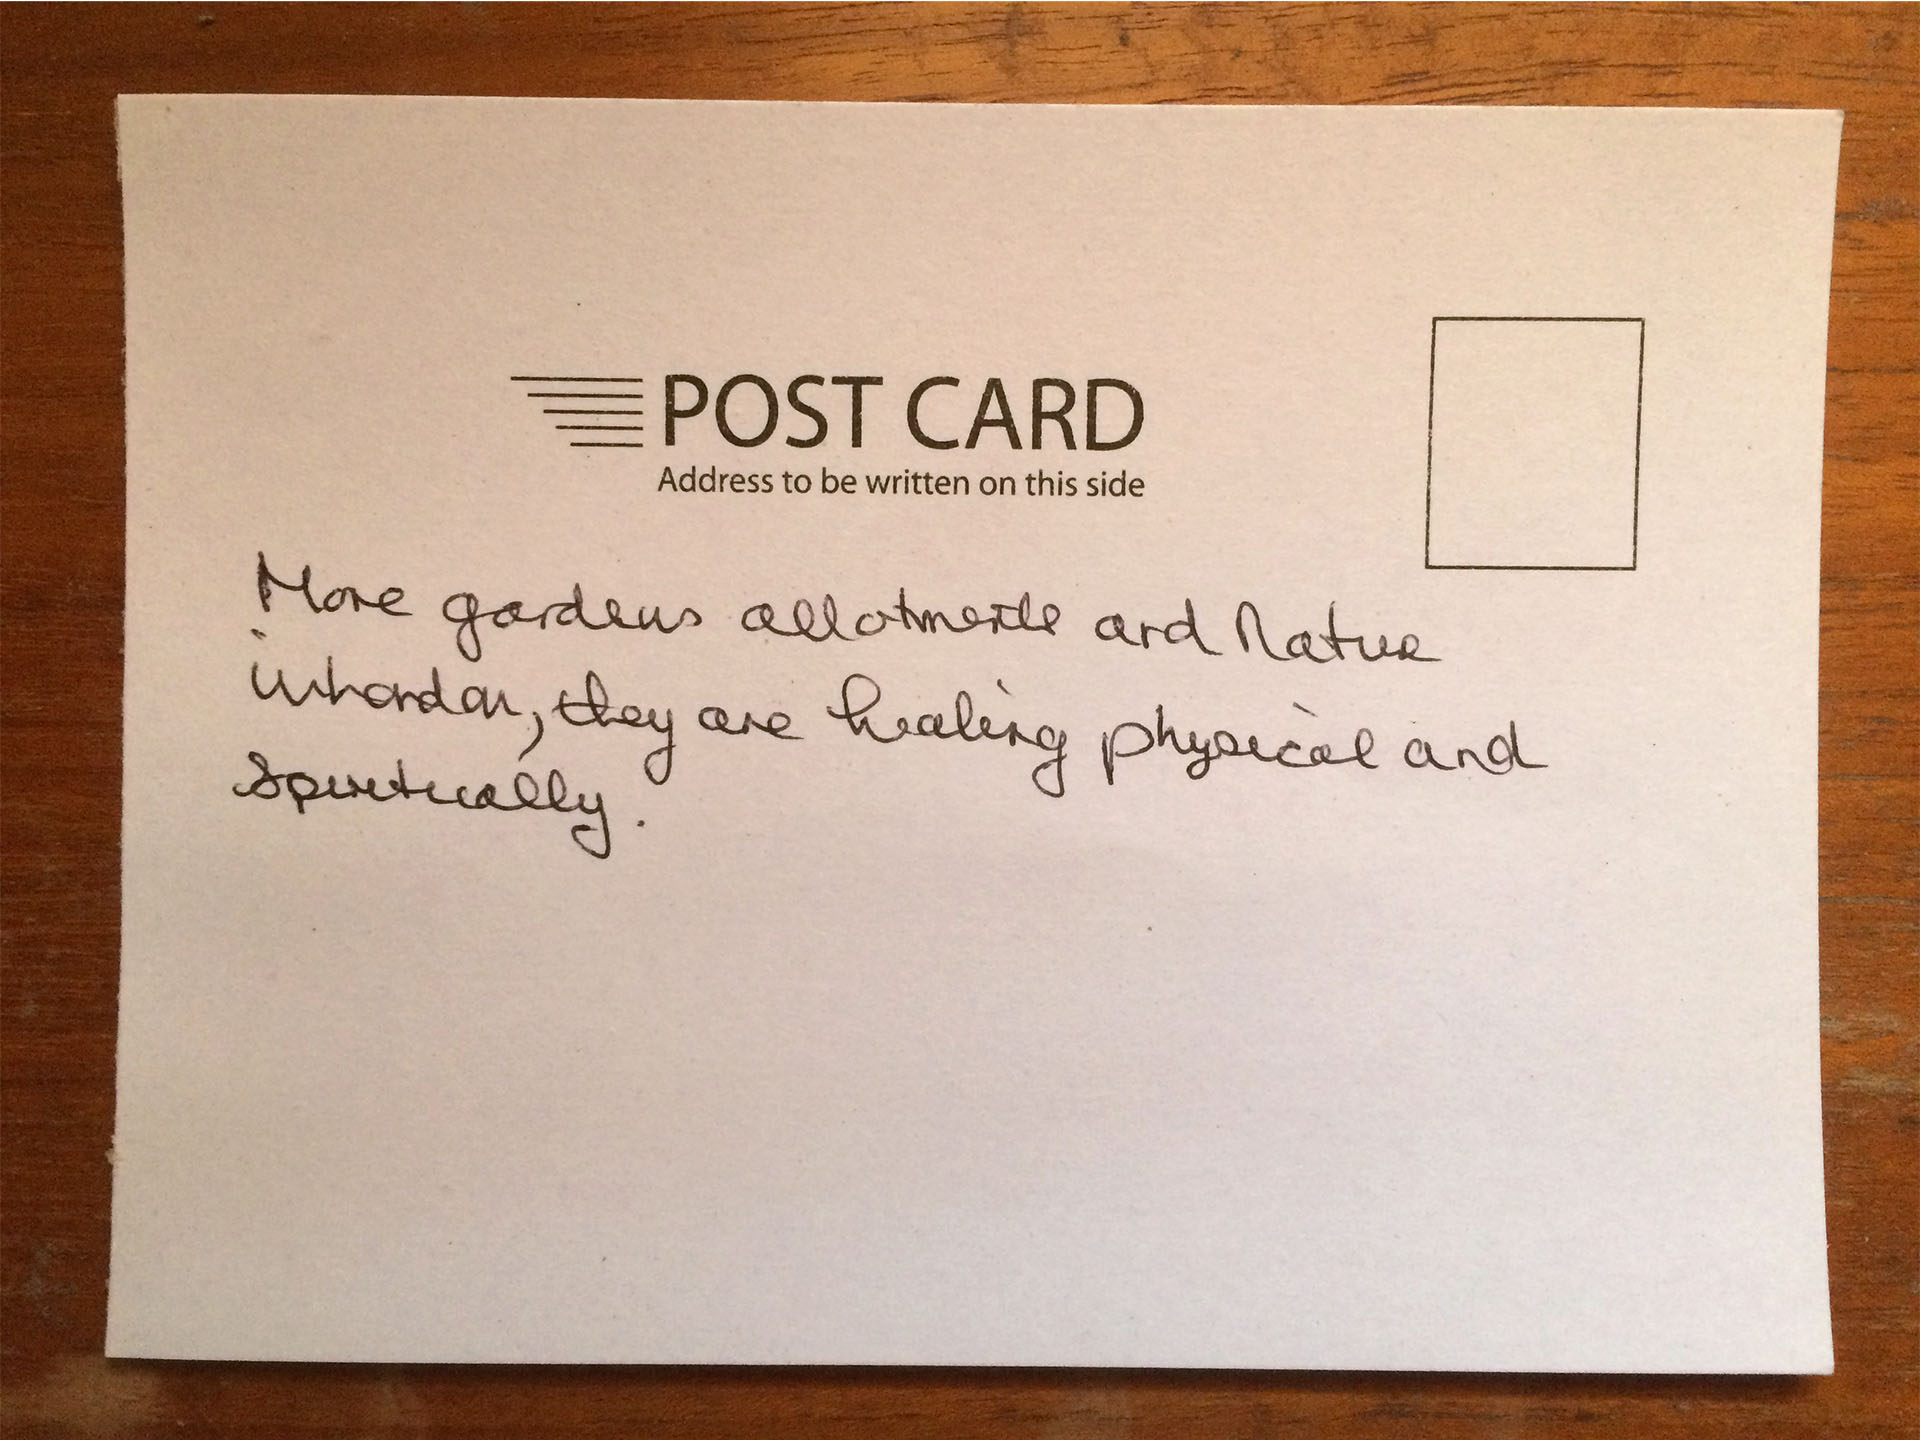 POST CARD
Address to be written on this side
More gardens allotments and Nature
in london, they are healing physical and
spiritually.